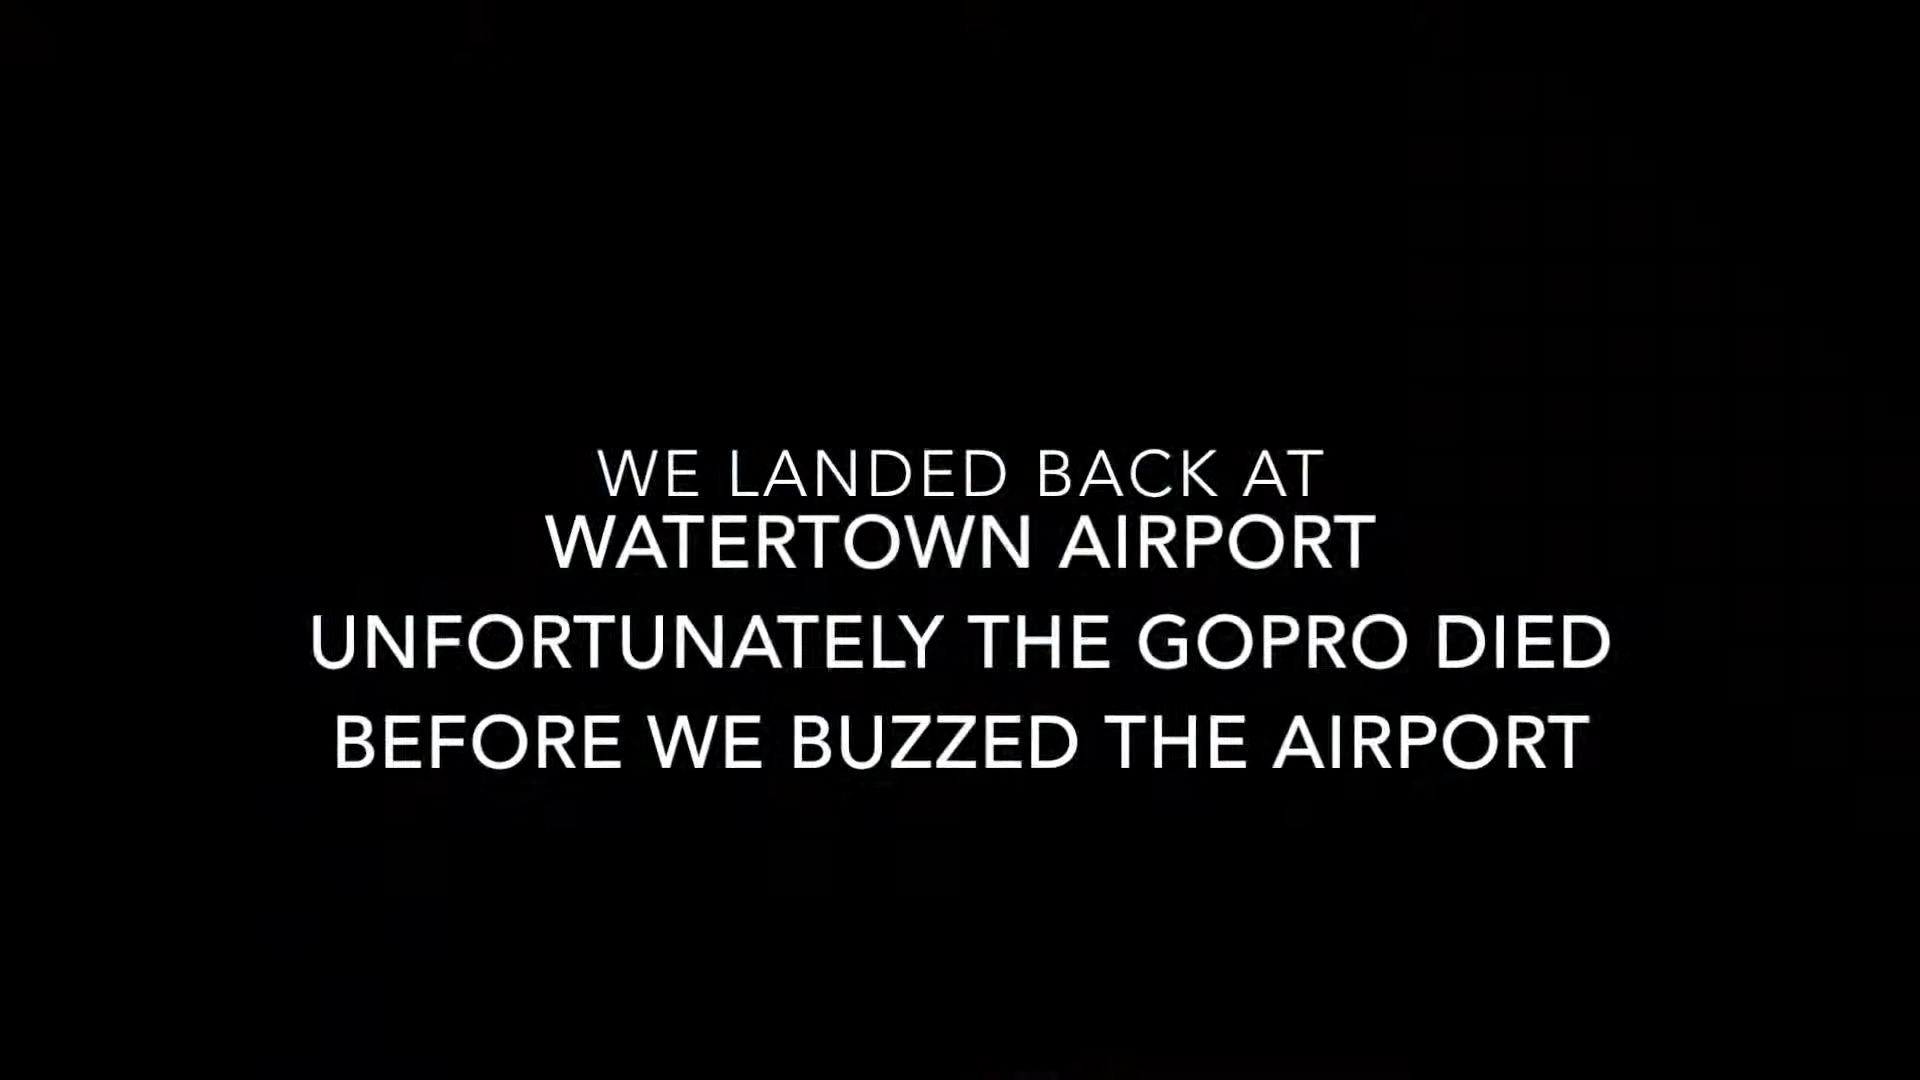 WE LANDED BACK AT
WATERTOWN AIRPORT
UNFORTUNATELY THE GOPRO DIED
BEFORE WE BUZZED THE AIRPORT